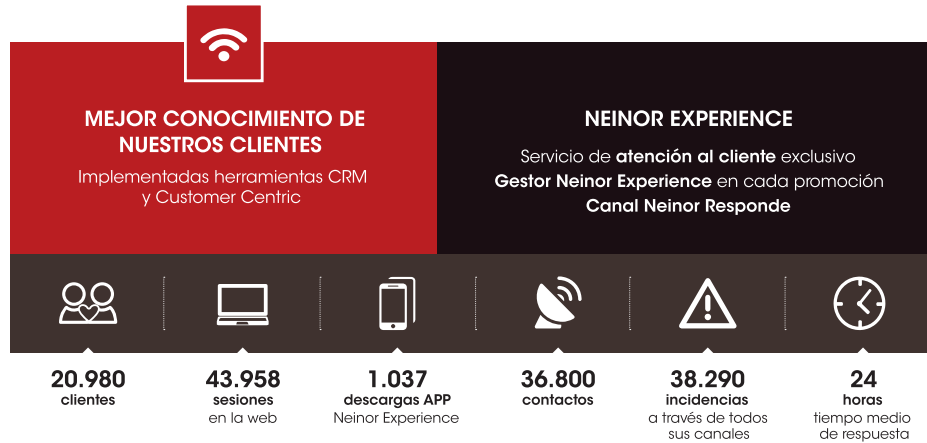 MEJOR CONOCIMIENTO DE
NUESTROS CLIENTES
Implementadas herramientas CRM
y Customer Centric
NEINOR EXPERIENCE
Servicio de atención al cliente exclusivo
Gestor Neinor Experience en cada promoción
Canal Neinor Responde
20.980
clientes
43.958
sesiones
en la web
1.037
descargas APP
Neinor Experience
36.800
contactos
38.290
incidencias
a través de todos
sus canales
24
horas
tiempo medio
de respuesta